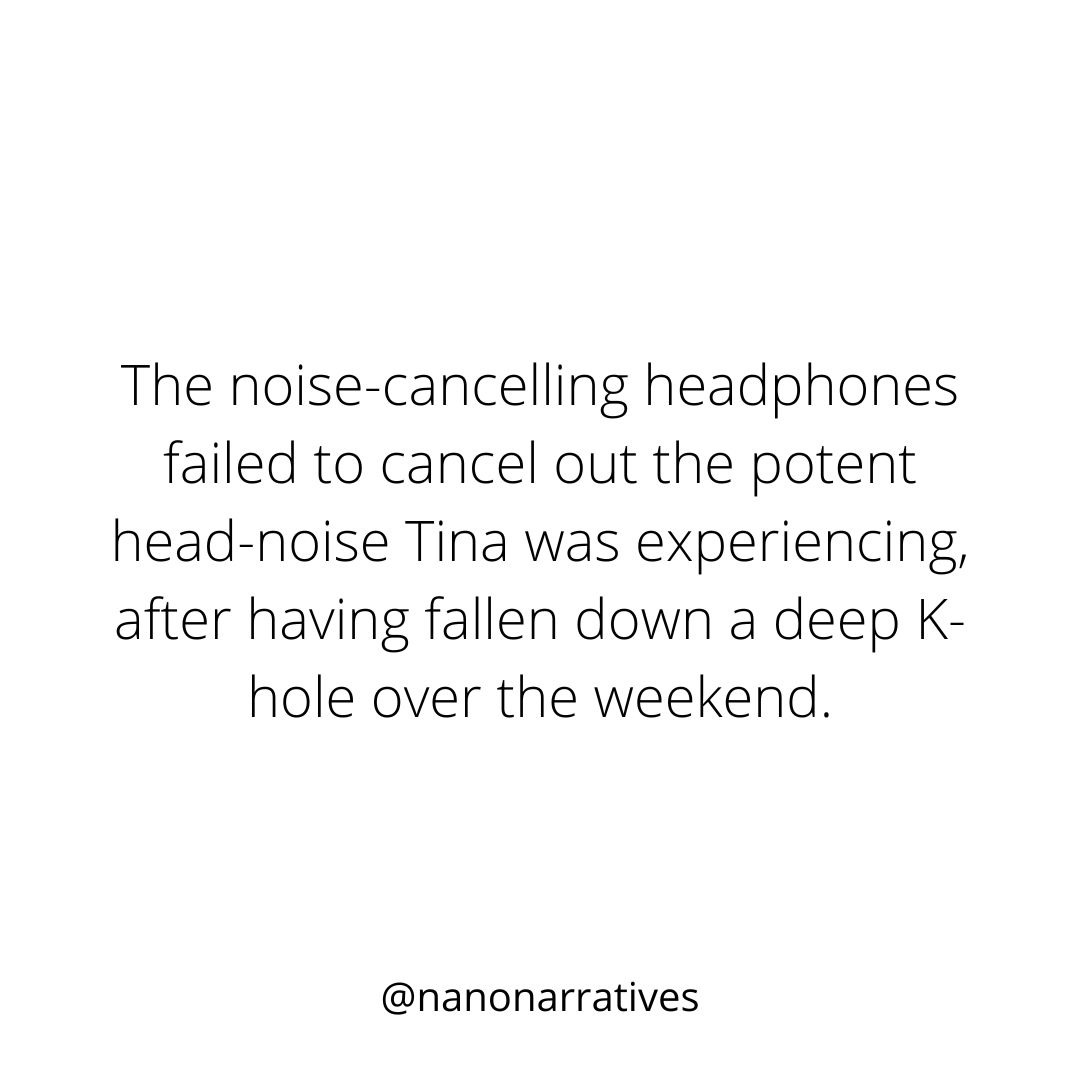 The noise-cancelling headphones
failed to cancel out the potent
head-noise Tina was experiencing,
after having fallen down a deep K-
hole over the weekend.
@nanonarratives